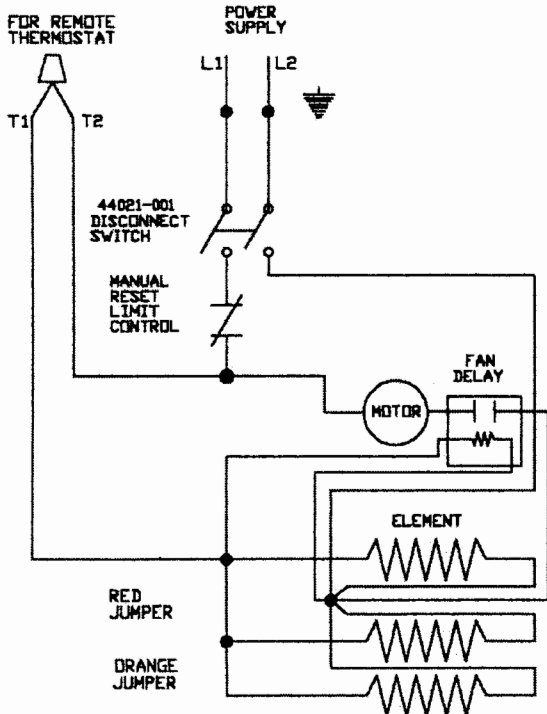 FOR REMOTE
THERMOSTAT
POWER
SUPPLY
L1
L2
T1
T2
44021-001
DISCONNECT
SWITCH
MANUAL
RESET
LIMIT
CONTROL
FAN
DELAY
MOTOR
ELEMENT
RED
JUMPER
ORANGE
JUMPER